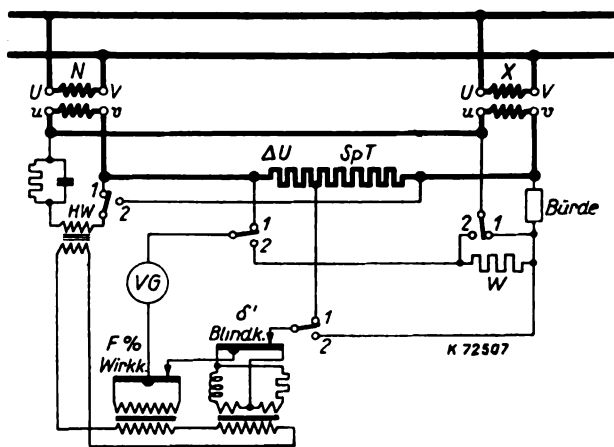 N X
U V U V
u v u v
ΔU SpT
1
2
HW
1
2
2 1
Bürde
W
VG
δ'
Blindk.
1
2
F%
Wirkk.
K 72507